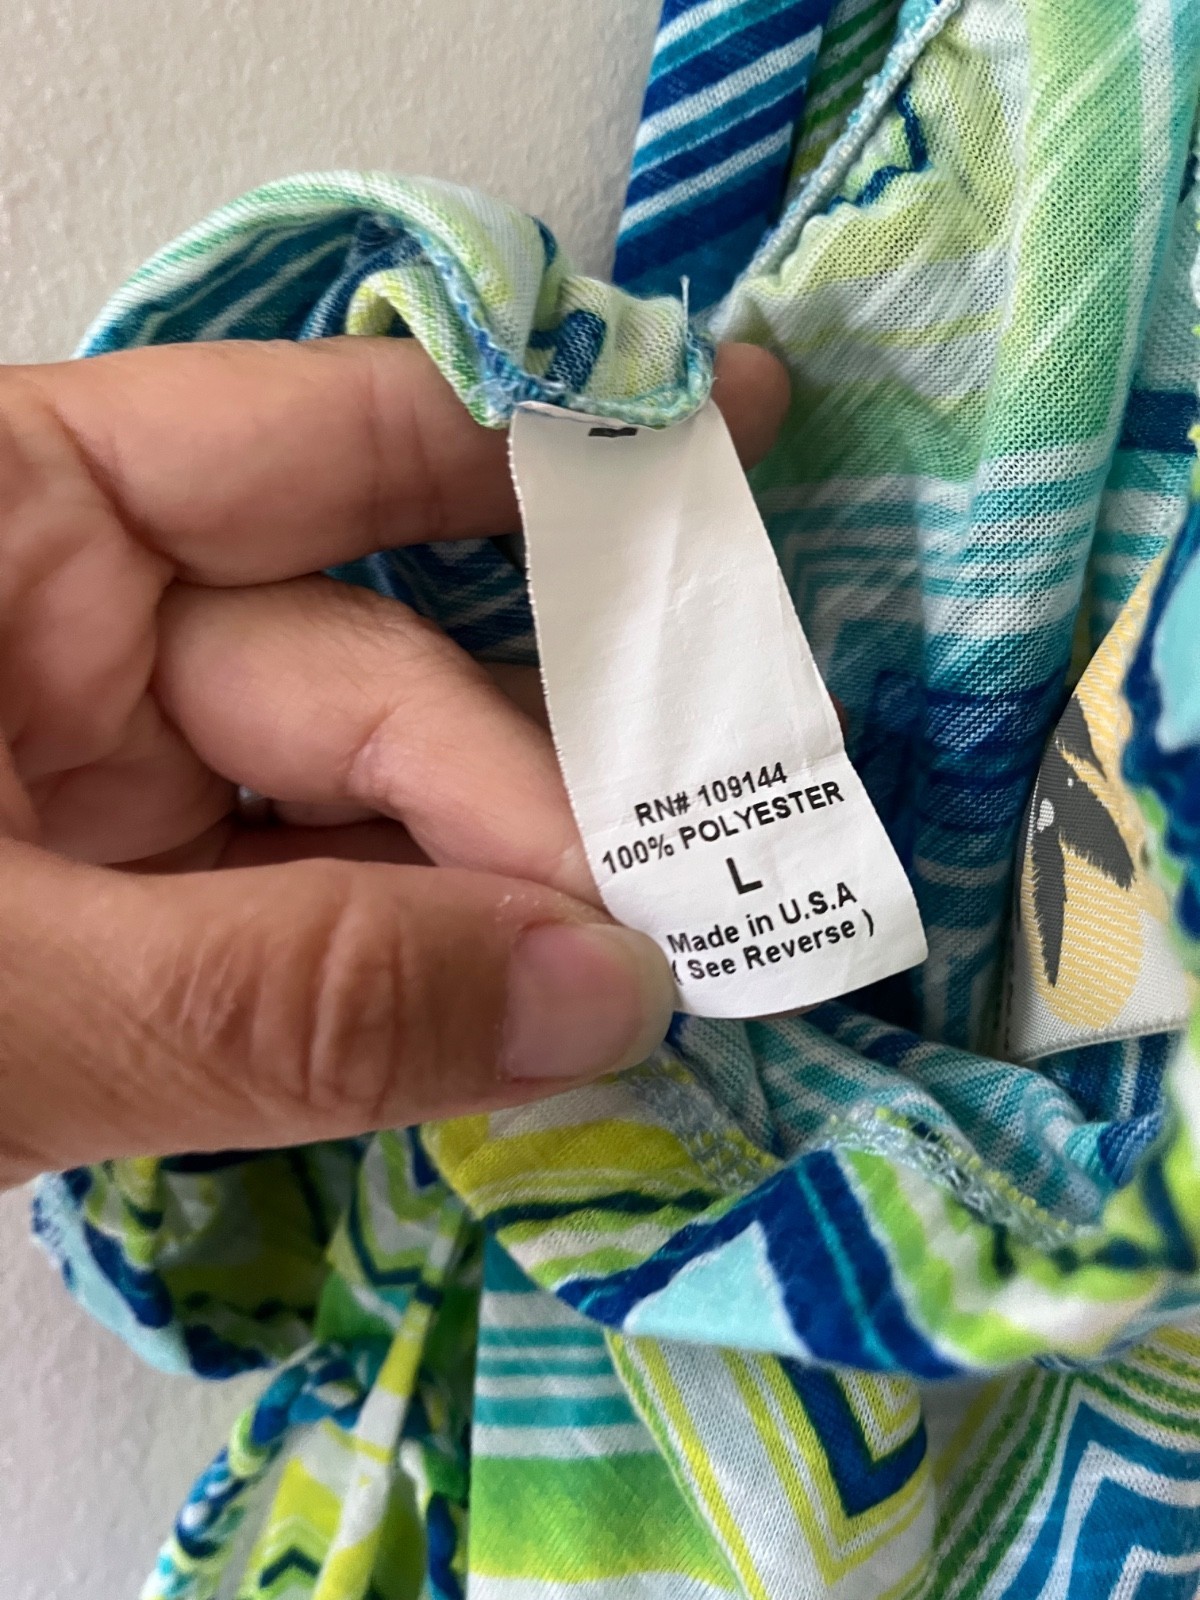 RN# 109144
100% POLYESTER
L
Made in U.S.A
( See Reverse )